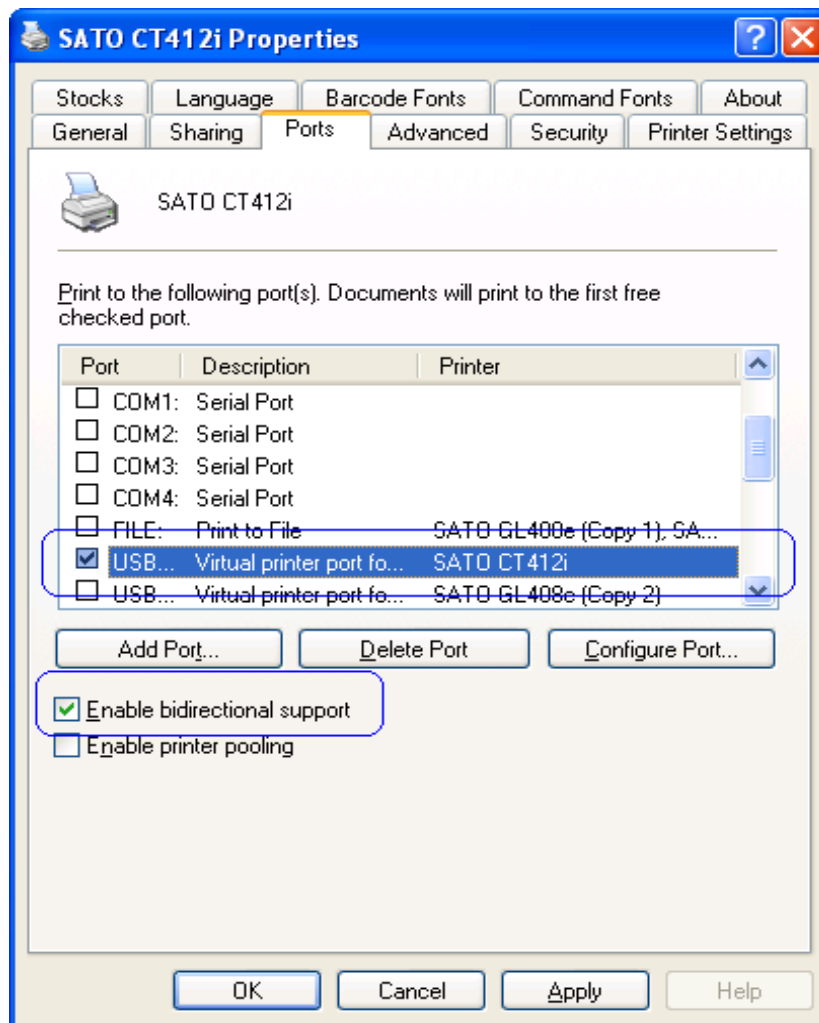 SATO CT412i Properties
Stocks Language Barcode Fonts Command Fonts About
General Sharing Ports Advanced Security Printer Settings
SATO CT412i
Print to the following port(s). Documents will print to the first free
checked port.
Port Description Printer
COM1: Serial Port
COM2: Serial Port
COM3: Serial Port
COM4: Serial Port
FILE: Print to File SATO GL400e (Copy 1), SA...
USB... Virtual printer port fo... SATO CT412i
USB... Virtual printer port fo... SATO GL408e (Copy 2)
Add Port... Delete Port Configure Port...
Enable bidirectional support
Enable printer pooling
OK Cancel Apply Help